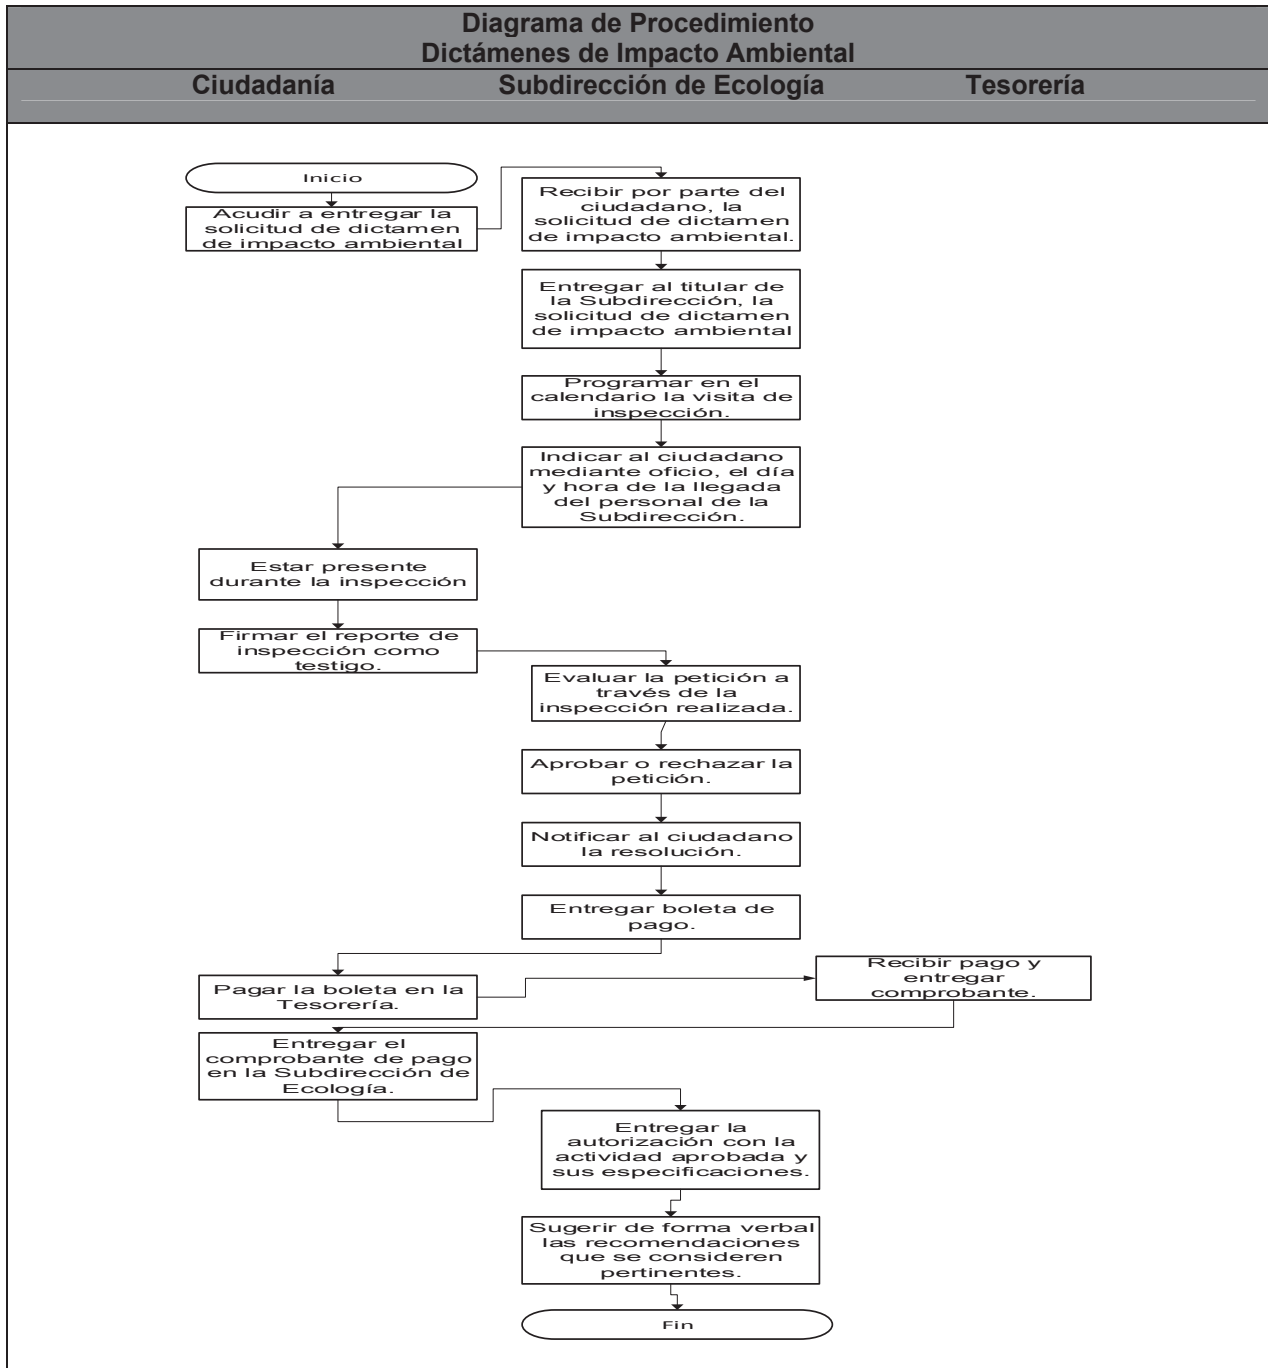 Diagrama de Procedimiento
Dictámenes de Impacto Ambiental
Ciudadanía
Subdirección de Ecología
Tesorería
Inicio
Acudir a entregar la
solicitud de dictamen
de impacto ambiental
Recibir por parte del
ciudadano, la
solicitud de dictamen
de impacto ambiental.
Entregar al titular de
la Subdirección, la
solicitud de dictamen
de impacto ambiental
Programar en el
calendario la visita de
inspección.
Indicar al ciudadano
mediante oficio, el día
y hora de la llegada
del personal de la
Subdirección.
Estar presente
durante la inspección
Firmar el reporte de
inspección como
testigo.
Evaluar la petición a
través de la
inspección realizada.
Aprobar o rechazar la
petición.
Notificar al ciudadano
la resolución.
Entregar boleta de
pago.
Pagar la boleta en la
Tesorería.
Recibir pago y
entregar
comprobante.
Entregar el
comprobante de pago
en la Subdirección de
Ecología.
Entregar la
autorización con la
actividad aprobada y
sus especificaciones.
Sugerir de forma verbal
las recomendaciones
que se consideren
pertinentes.
Fin